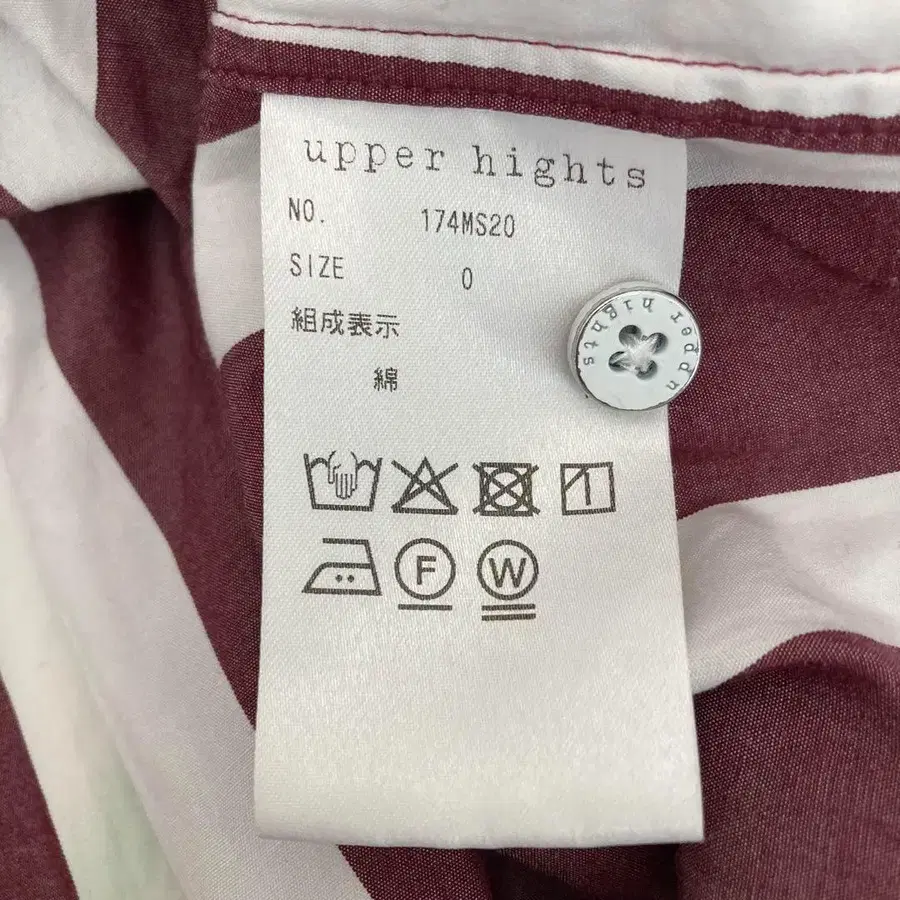 upper hights
NO. 174MS20
SIZE 0
組成表示
綿
F
W
upper hights